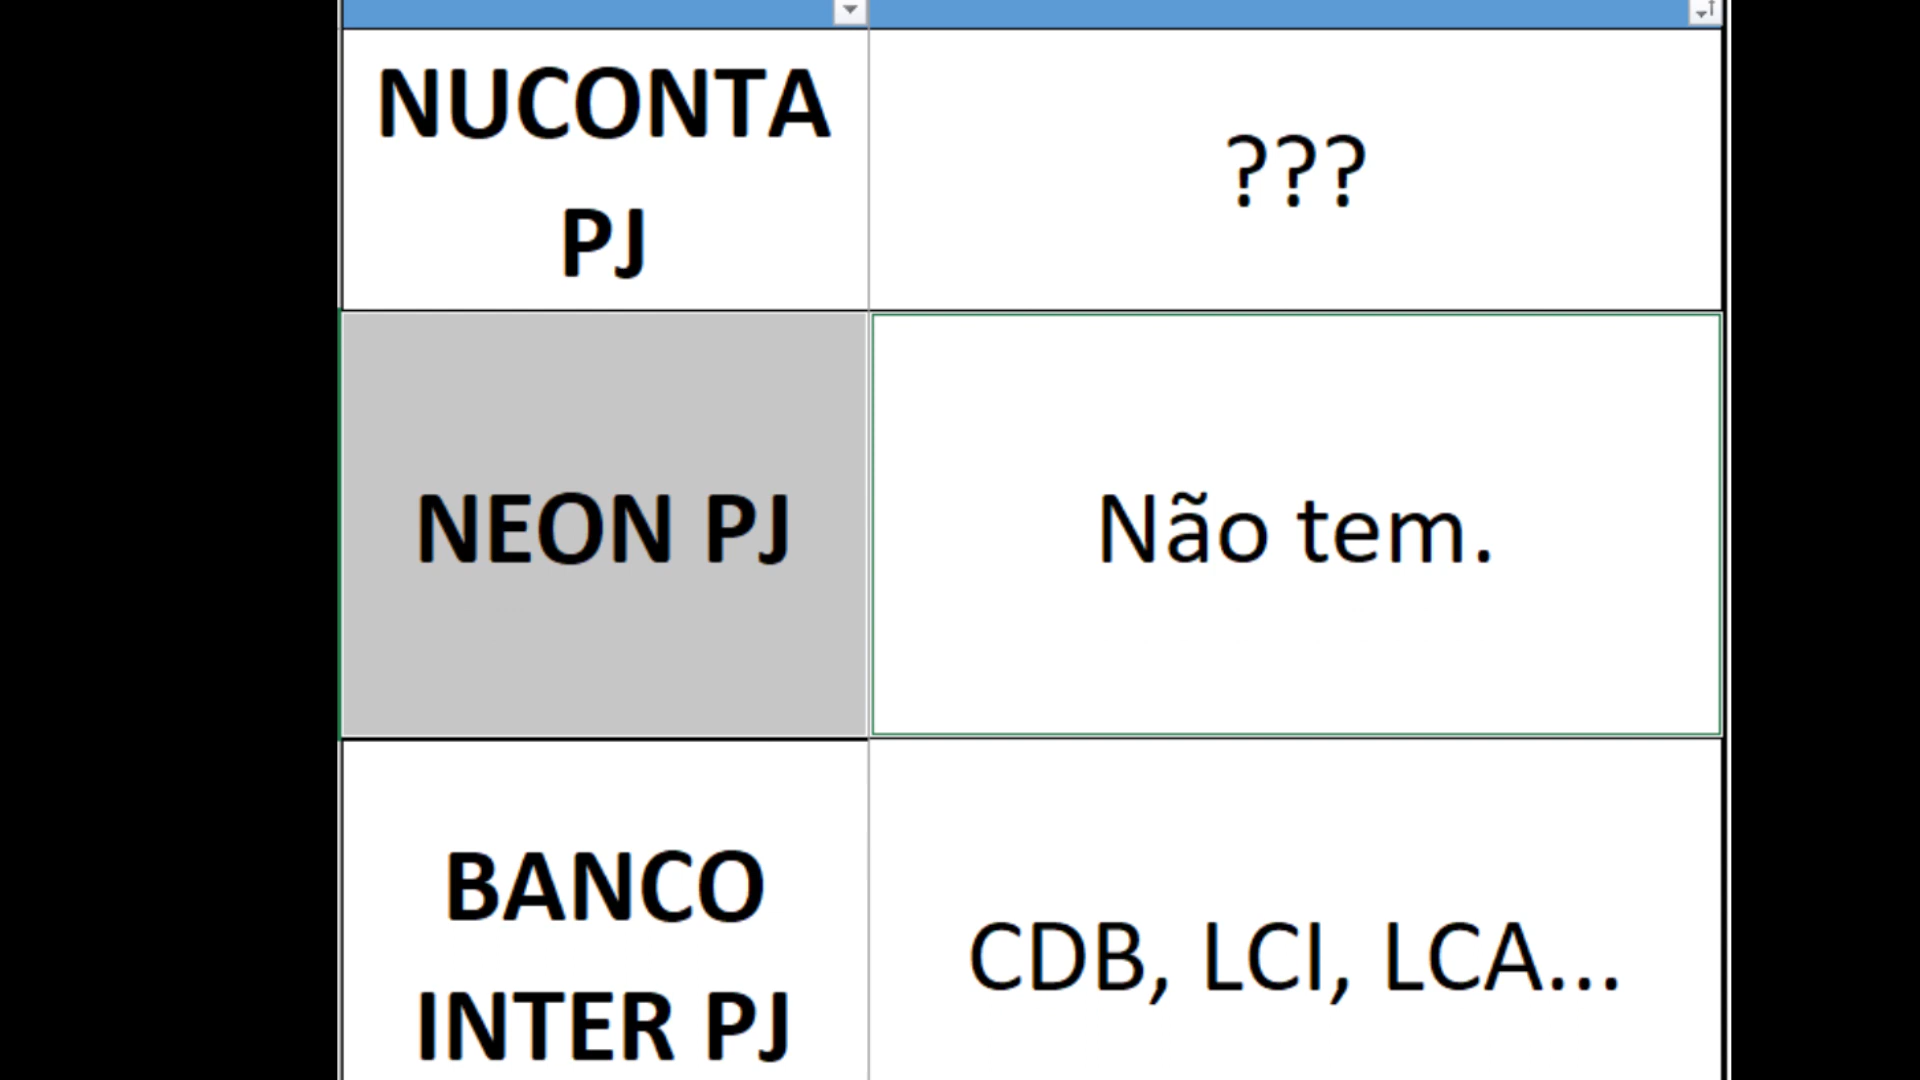 NUCONTA
PJ
???
NEON PJ
Não tem.
BANCO
INTER PJ
CDB, LCI, LCA...